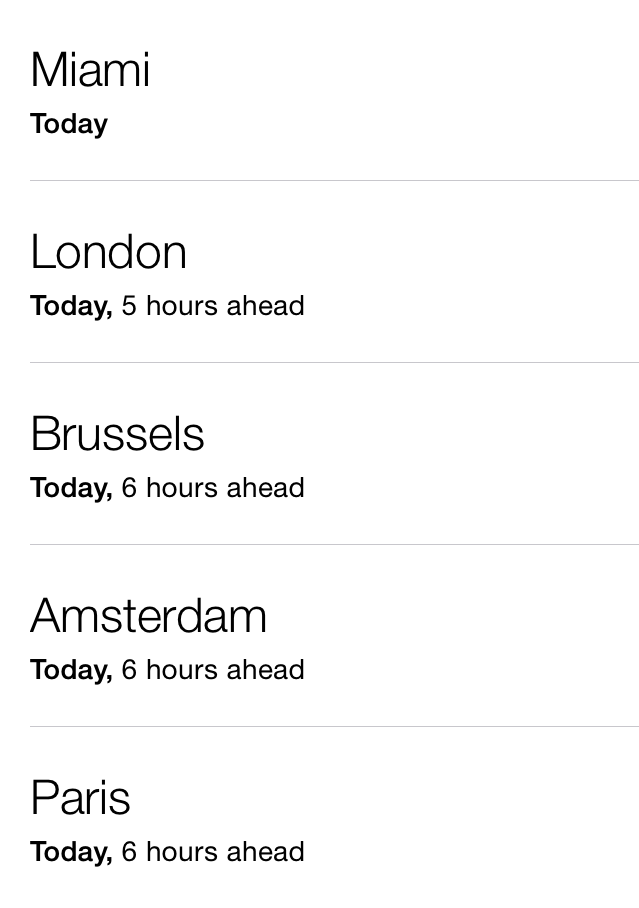 Miami
Today
London
Today, 5 hours ahead
Brussels
Today, 6 hours ahead
Amsterdam
Today, 6 hours ahead
Paris
Today, 6 hours ahead